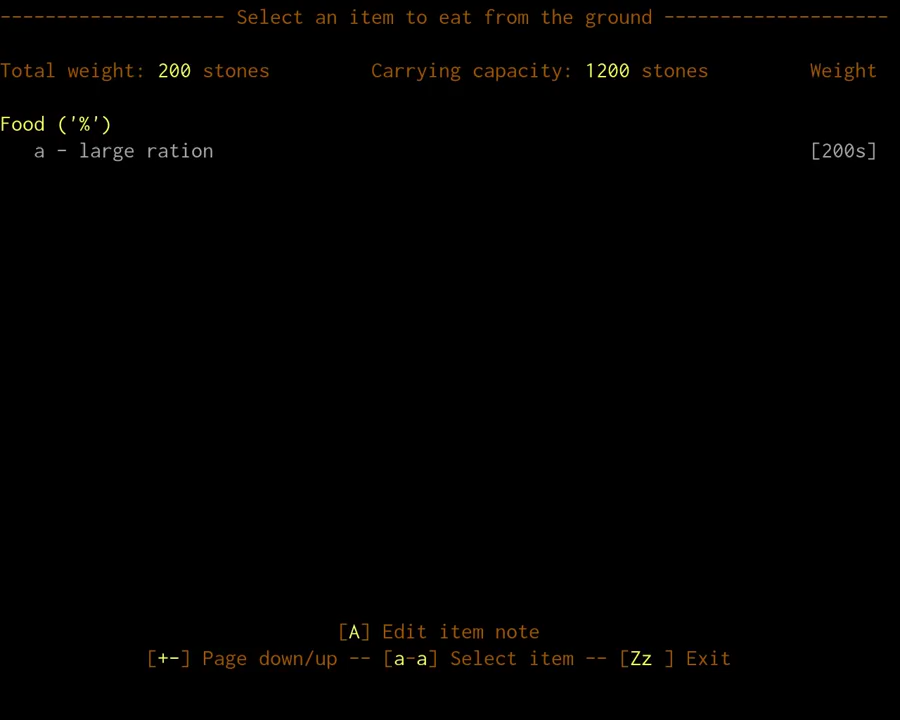 -------------------- Select an item to eat from the ground --------------------
Total weight: 200 stones Carrying capacity: 1200 stones Weight
Food ('%')
a - large ration [200s]
[A] Edit item note
[+-] Page down/up -- [a-a] Select item -- [Zz ] Exit